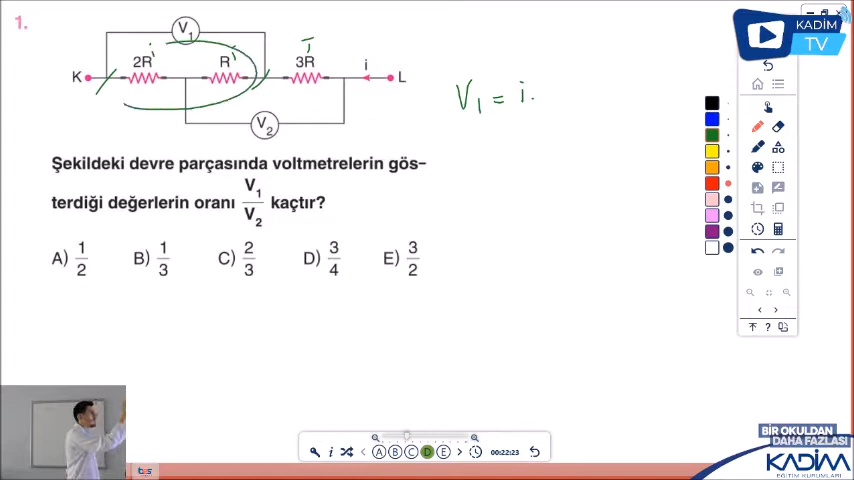 1.
V1
KADİM
TV
2R i
R i
3R i
K
i
L
V2
V1 = i.
Şekildeki devre parçasında voltmetrelerin gös-
terdiği değerlerin oranı V1/V2 kaçtır?
A) 1/2 B) 1/3 C) 2/3 D) 3/4 E) 3/2
A B C D E 00:22:23
BİR OKULDAN
DAHA FAZLASI
KADİM
EĞİTİM KURUMLARI